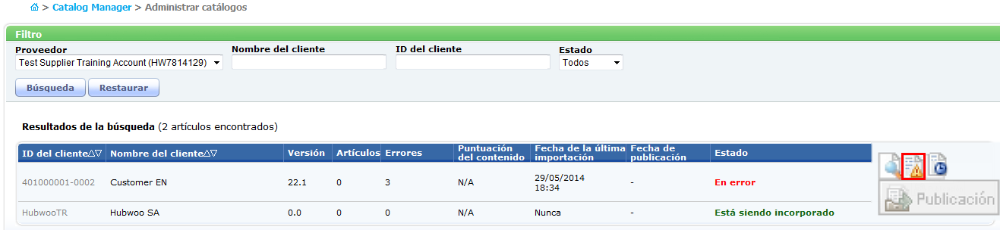 > Catalog Manager > Administrar catálogos
Filtro
Proveedor Nombre del cliente ID del cliente Estado
Test Supplier Training Account (HW7814129) Todos
Búsqueda Restaurar
Resultados de la búsqueda (2 artículos encontrados)
ID del cliente△▽ Nombre del cliente△▽ Versión Artículos Errores Puntuación del contenido Fecha de la última importación Fecha de publicación Estado
401000001-0002 Customer EN 22.1 0 3 N/A 29/05/2014 18:34 - En error
Publicación
HubwooTR Hubwoo SA 0.0 0 0 N/A Nunca - Está siendo incorporado